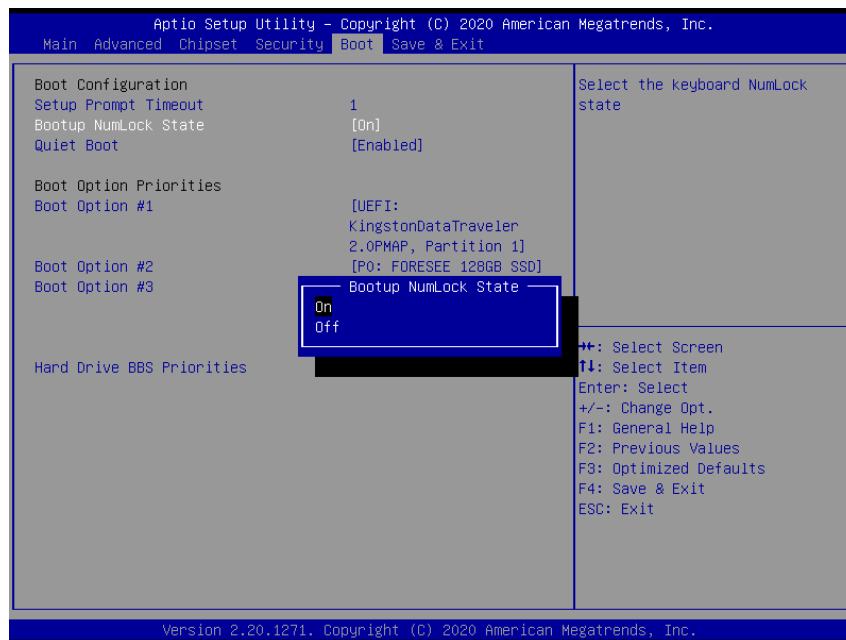 Aptio Setup Utility – Copyright (C) 2020 American Megatrends, Inc.
Main Advanced Chipset Security Boot Save & Exit
Boot Configuration
Setup Prompt Timeout 1
Bootup NumLock State [On]
Quiet Boot [Enabled]
Boot Option Priorities
Boot Option #1 [UEFI:
KingstonDataTraveler
2.0PMAP, Partition 1]
Boot Option #2 [P0: FORESEE 128GB SSD]
Boot Option #3
Bootup NumLock State
On
Off
Hard Drive BBS Priorities
Select the keyboard NumLock
state
→←: Select Screen
↑↓: Select Item
Enter: Select
+/-: Change Opt.
F1: General Help
F2: Previous Values
F3: Optimized Defaults
F4: Save & Exit
ESC: Exit
Version 2.20.1271. Copyright (C) 2020 American Megatrends, Inc.